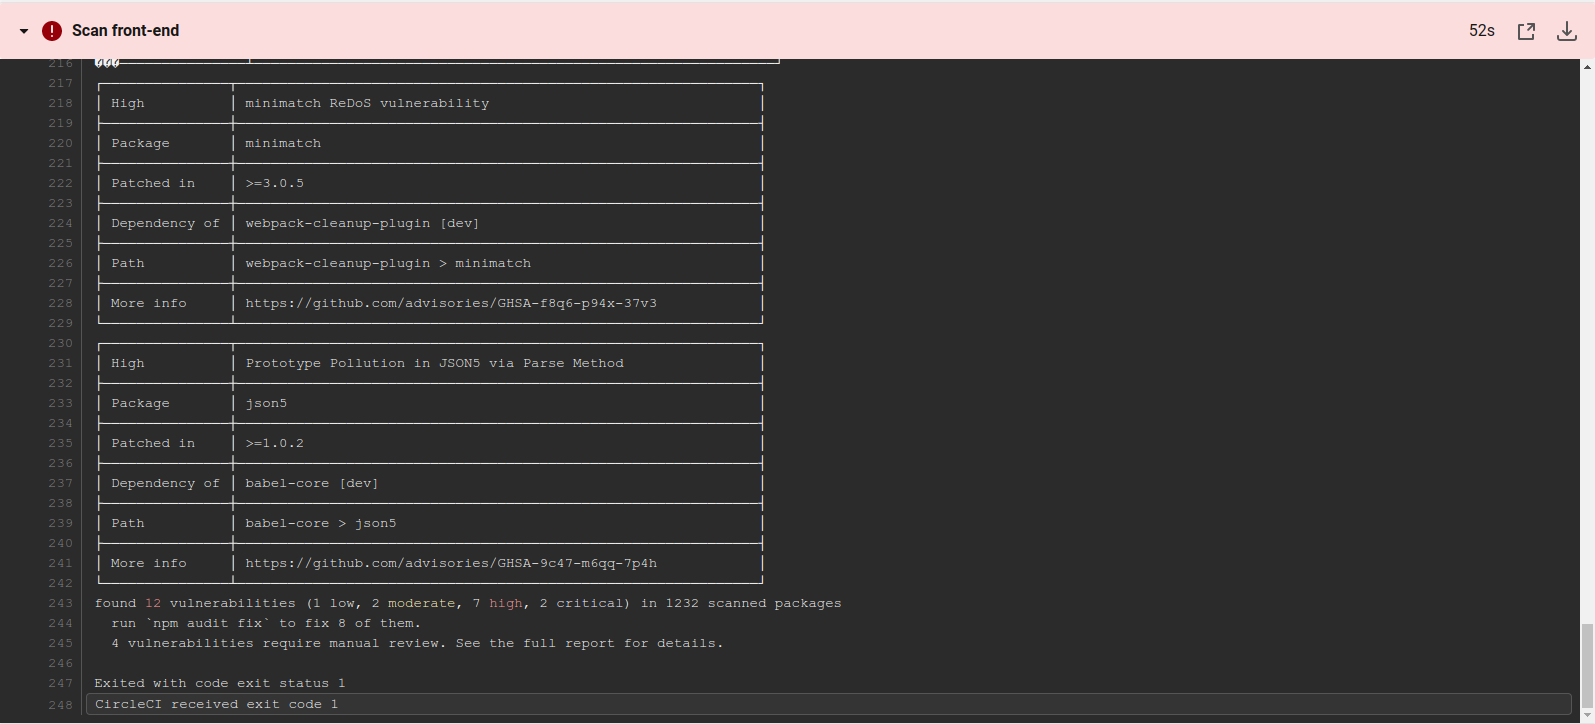 Scan front-end 52s
216
217
218 High minimatch ReDoS vulnerability
219
220 Package minimatch
221
222 Patched in >=3.0.5
223
224 Dependency of webpack-cleanup-plugin [dev]
225
226 Path webpack-cleanup-plugin > minimatch
227
228 More info https://github.com/advisories/GHSA-f8q6-p94x-37v3
229
230
231 High Prototype Pollution in JSON5 via Parse Method
232
233 Package json5
234
235 Patched in >=1.0.2
236
237 Dependency of babel-core [dev]
238
239 Path babel-core > json5
240
241 More info https://github.com/advisories/GHSA-9c47-m6qq-7p4h
242
243 found 12 vulnerabilities (1 low, 2 moderate, 7 high, 2 critical) in 1232 scanned packages
244 run `npm audit fix` to fix 8 of them.
245 4 vulnerabilities require manual review. See the full report for details.
246
247 Exited with code exit status 1
248 CircleCI received exit code 1